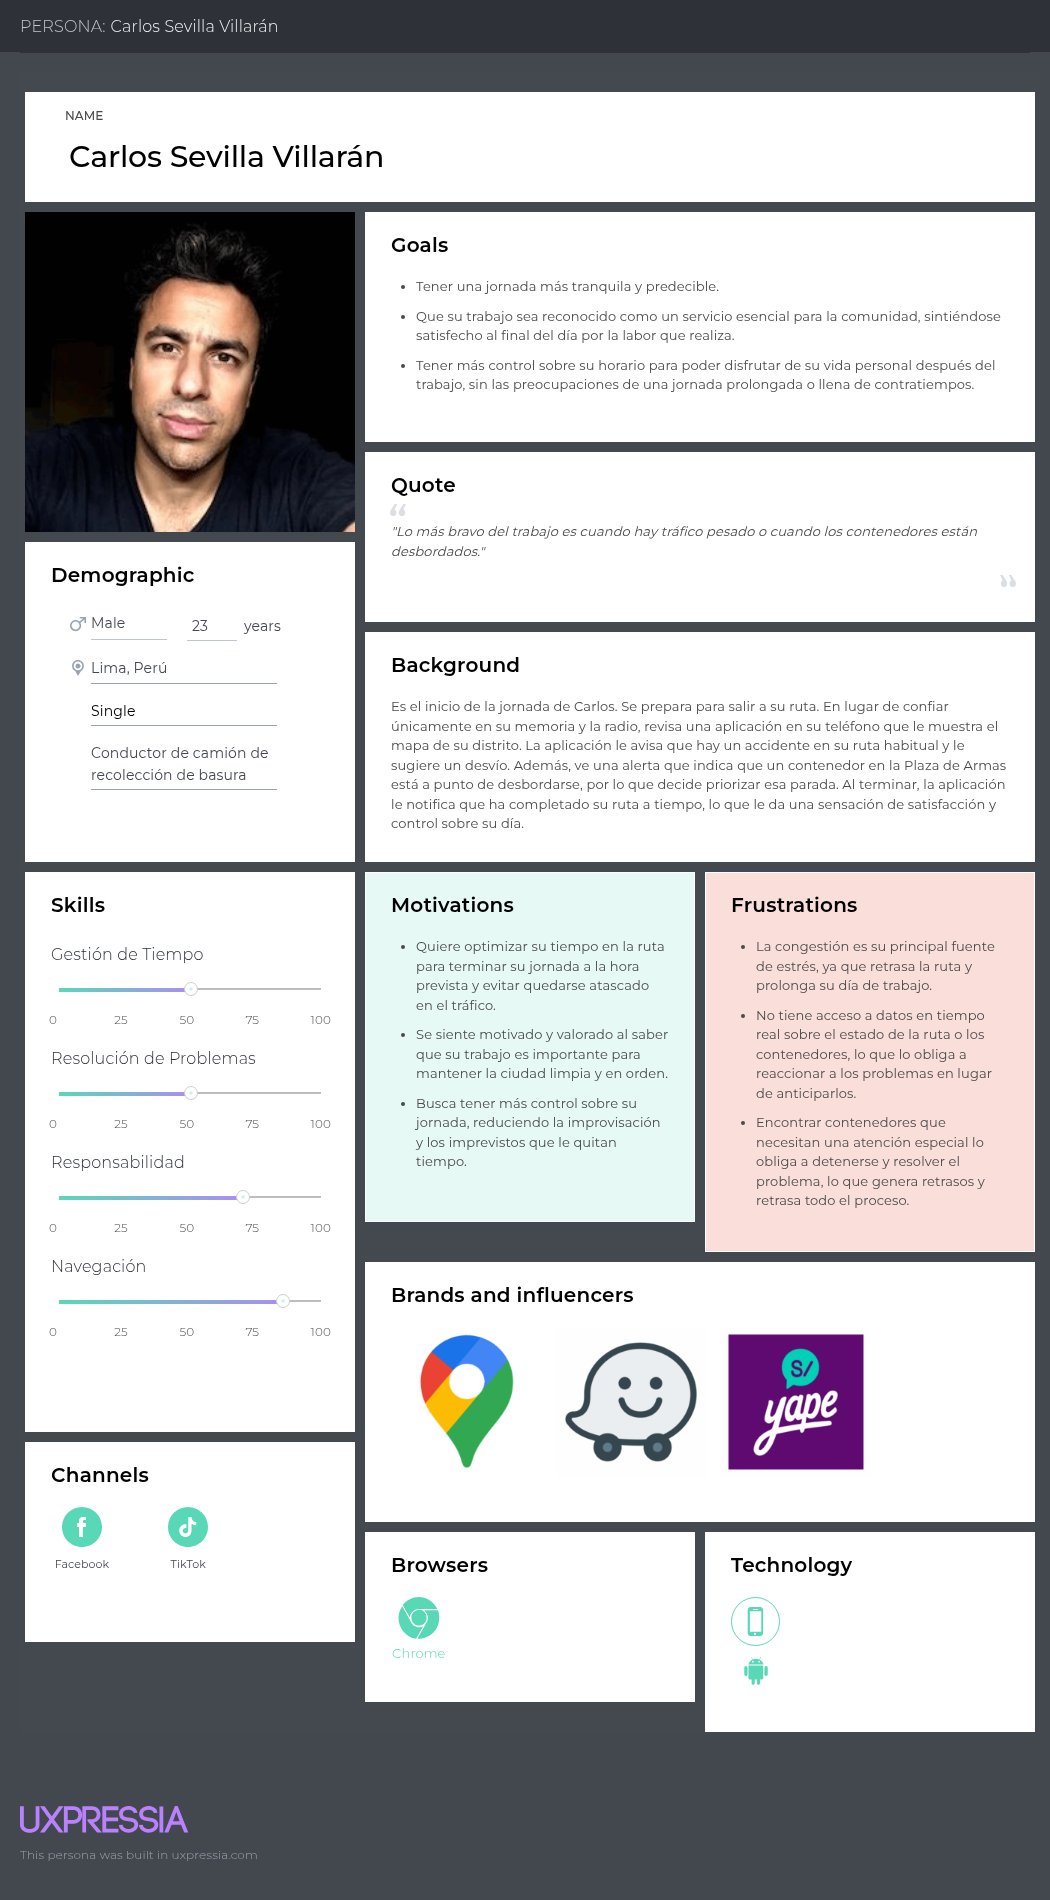 PERSONA: Carlos Sevilla Villarán
NAME
Carlos Sevilla Villarán
Goals
• Tener una jornada más tranquila y predecible.
• Que su trabajo sea reconocido como un servicio esencial para la comunidad, sintiéndose
satisfecho al final del día por la labor que realiza.
• Tener más control sobre su horario para poder disfrutar de su vida personal después del
trabajo, sin las preocupaciones de una jornada prolongada o llena de contratiempos.
Quote
“
"Lo más bravo del trabajo es cuando hay tráfico pesado o cuando los contenedores están
desbordados."
”
Demographic
Male 23 years
Lima, Perú
Single
Conductor de camión de
recolección de basura
Background
Es el inicio de la jornada de Carlos. Se prepara para salir a su ruta. En lugar de confiar
únicamente en su memoria y la radio, revisa una aplicación en su teléfono que le muestra el
mapa de su distrito. La aplicación le avisa que hay un accidente en su ruta habitual y le
sugiere un desvío. Además, ve una alerta que indica que un contenedor en la Plaza de Armas
está a punto de desbordarse, por lo que decide priorizar esa parada. Al terminar, la aplicación
le notifica que ha completado su ruta a tiempo, lo que le da una sensación de satisfacción y
control sobre su día.
Skills
Gestión de Tiempo
0 25 50 75 100
Resolución de Problemas
0 25 50 75 100
Responsabilidad
0 25 50 75 100
Navegación
0 25 50 75 100
Motivations
• Quiere optimizar su tiempo en la ruta
para terminar su jornada a la hora
prevista y evitar quedarse atascado
en el tráfico.
• Se siente motivado y valorado al saber
que su trabajo es importante para
mantener la ciudad limpia y en orden.
• Busca tener más control sobre su
jornada, reduciendo la improvisación
y los imprevistos que le quitan
tiempo.
Frustrations
• La congestión es su principal fuente
de estrés, ya que retrasa la ruta y
prolonga su día de trabajo.
• No tiene acceso a datos en tiempo
real sobre el estado de la ruta o los
contenedores, lo que lo obliga a
reaccionar a los problemas en lugar
de anticiparlos.
• Encontrar contenedores que
necesitan una atención especial lo
obliga a detenerse y resolver el
problema, lo que genera retrasos y
retrasa todo el proceso.
Brands and influencers
S/
yape
Channels
Facebook TikTok
Browsers
Chrome
Technology
UXPRESSIA
This persona was built in uxpressia.com